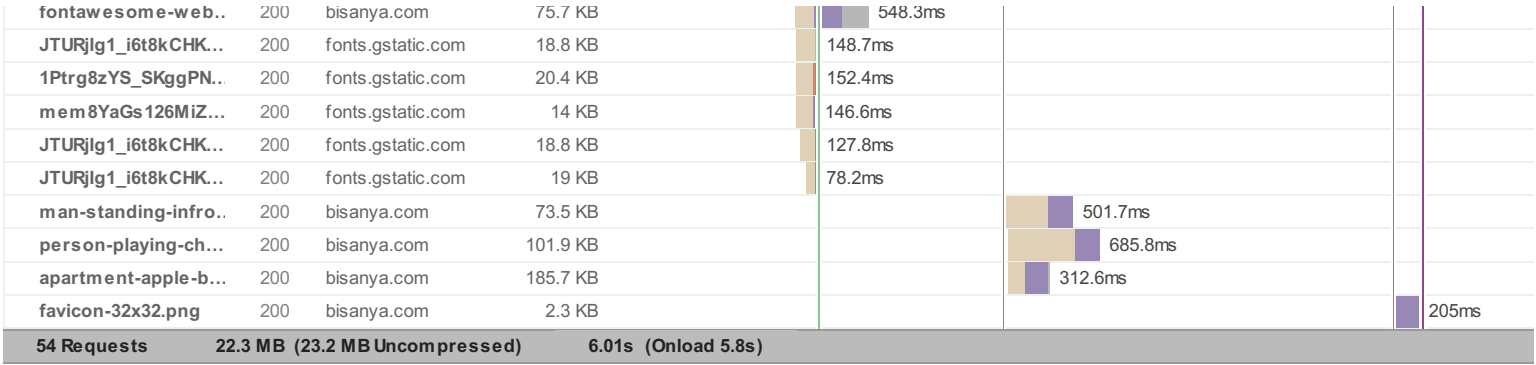 fontawesome-web.. 200 bisanya.com 75.7 KB 548.3ms
JTURjIg1_i6t8kCHK... 200 fonts.gstatic.com 18.8 KB 148.7ms
1Ptrg8zYS_SKggPN... 200 fonts.gstatic.com 20.4 KB 152.4ms
mem8YaGs126MiZ... 200 fonts.gstatic.com 14 KB 146.6ms
JTURjIg1_i6t8kCHK... 200 fonts.gstatic.com 18.8 KB 127.8ms
JTURjIg1_i6t8kCHK... 200 fonts.gstatic.com 19 KB 78.2ms
man-standing-infro.. 200 bisanya.com 73.5 KB 501.7ms
person-playing-ch... 200 bisanya.com 101.9 KB 685.8ms
apartment-apple-b... 200 bisanya.com 185.7 KB 312.6ms
favicon-32x32.png 200 bisanya.com 2.3 KB 205ms
54 Requests 22.3 MB (23.2 MB Uncompressed) 6.01s (Onload 5.8s)